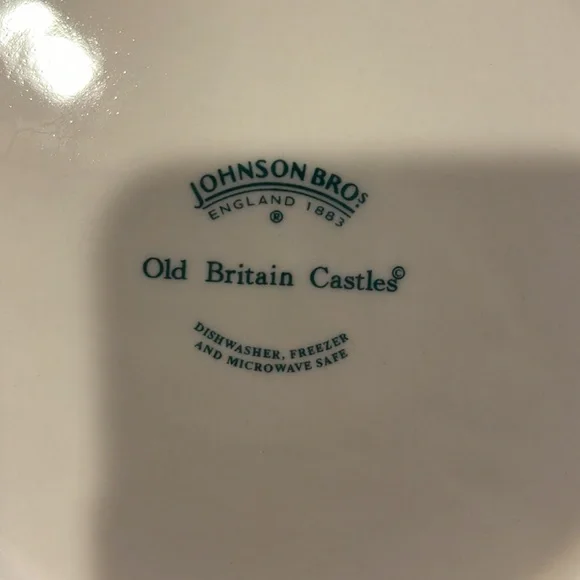 JOHNSON BROS
ENGLAND 1883
®
Old Britain Castles©
DISHWASHER, FREEZER
AND MICROWAVE SAFE